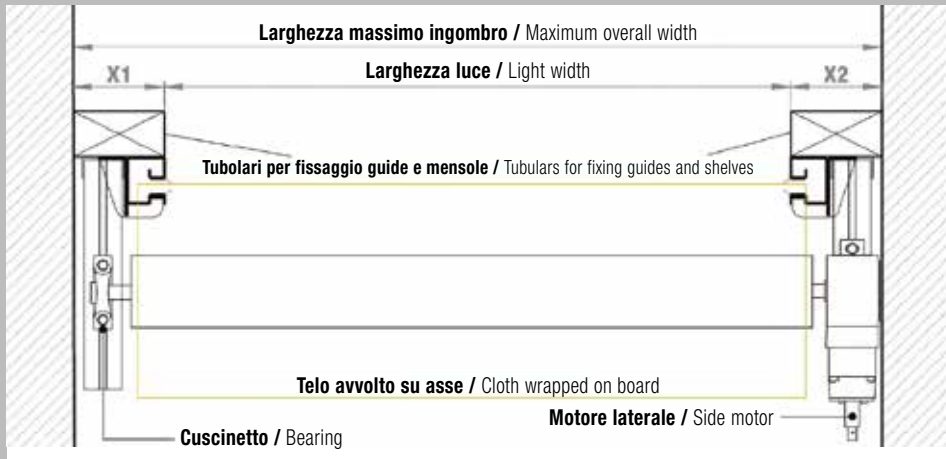 Larghezza massimo ingombro / Maximum overall width
X1
Larghezza luce / Light width
X2
Tubolari per fissaggio guide e mensole / Tubulars for fixing guides and shelves
Telo avvolto su asse / Cloth wrapped on board
Motore laterale / Side motor
Cuscinetto / Bearing